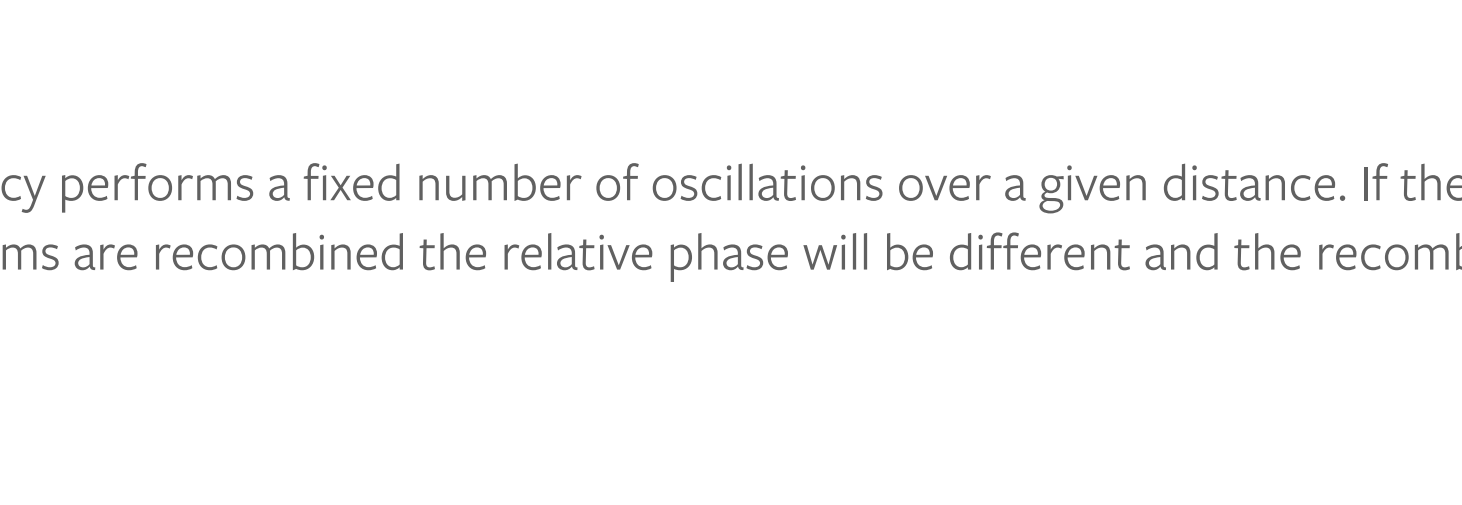 cy performs a fixed number of oscillations over a given distance. If the
ms are recombined the relative phase will be different and the recomb